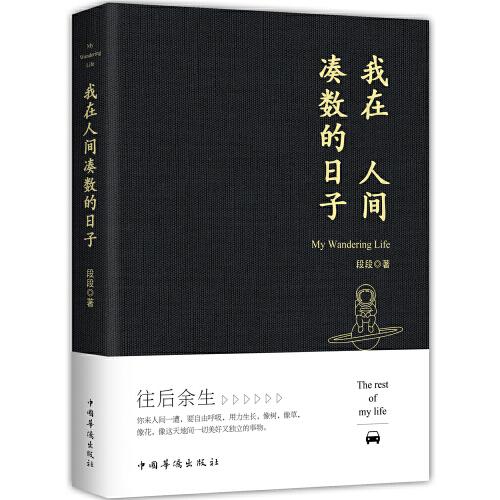 My
Wandering
Life
我在人间凑数的日子
段段◎著
我在 人间
凑数的日子
My Wandering Life
段段◎著
往后余生▷▷▷▷▷▷
你来人间一遭，要自由呼吸，用力生长，像树，像草，
像花，像这天地间一切美好又独立的事物。
The rest
of
my life
中国华侨出版社
中国华侨出版社